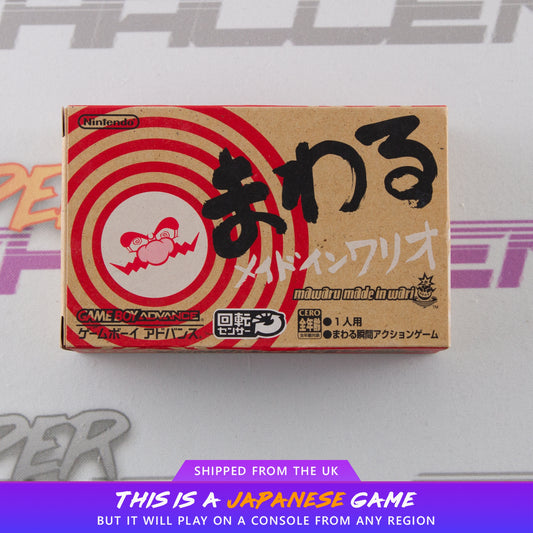 Nintendo
まわる
メイドインワリオ
mawaru made in wario
™
GAME BOY ADVANCE
ゲームボーイ アドバンス
回転
センサー
CERO
全年齢
●1人用
●まわる瞬間アクションゲーム
SHIPPED FROM THE UK
THIS IS A JAPANESE GAME
BUT IT WILL PLAY ON A CONSOLE FROM ANY REGION